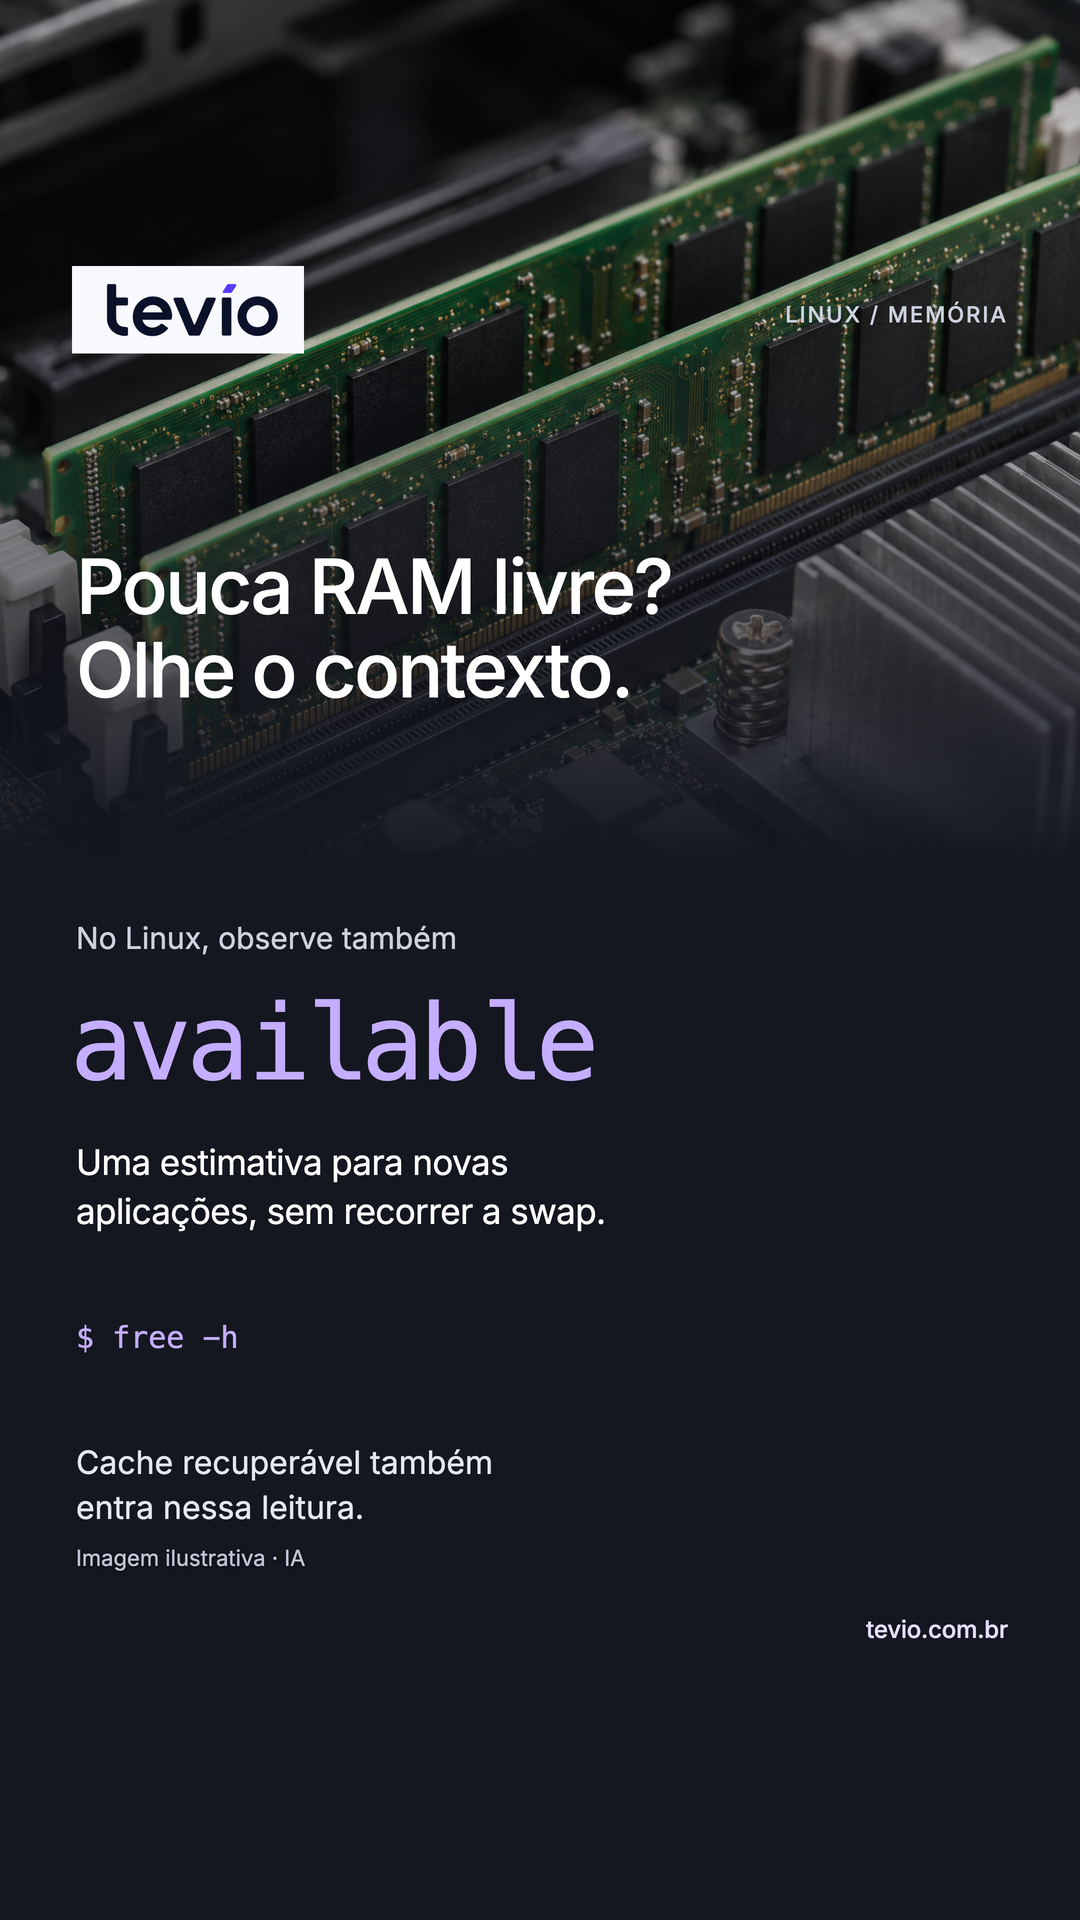 tevío
LINUX / MEMÓRIA
Pouca RAM livre?
Olhe o contexto.
No Linux, observe também
available
Uma estimativa para novas
aplicações, sem recorrer a swap.
$ free –h
Cache recuperável também
entra nessa leitura.
Imagem ilustrativa · IA
tevio.com.br